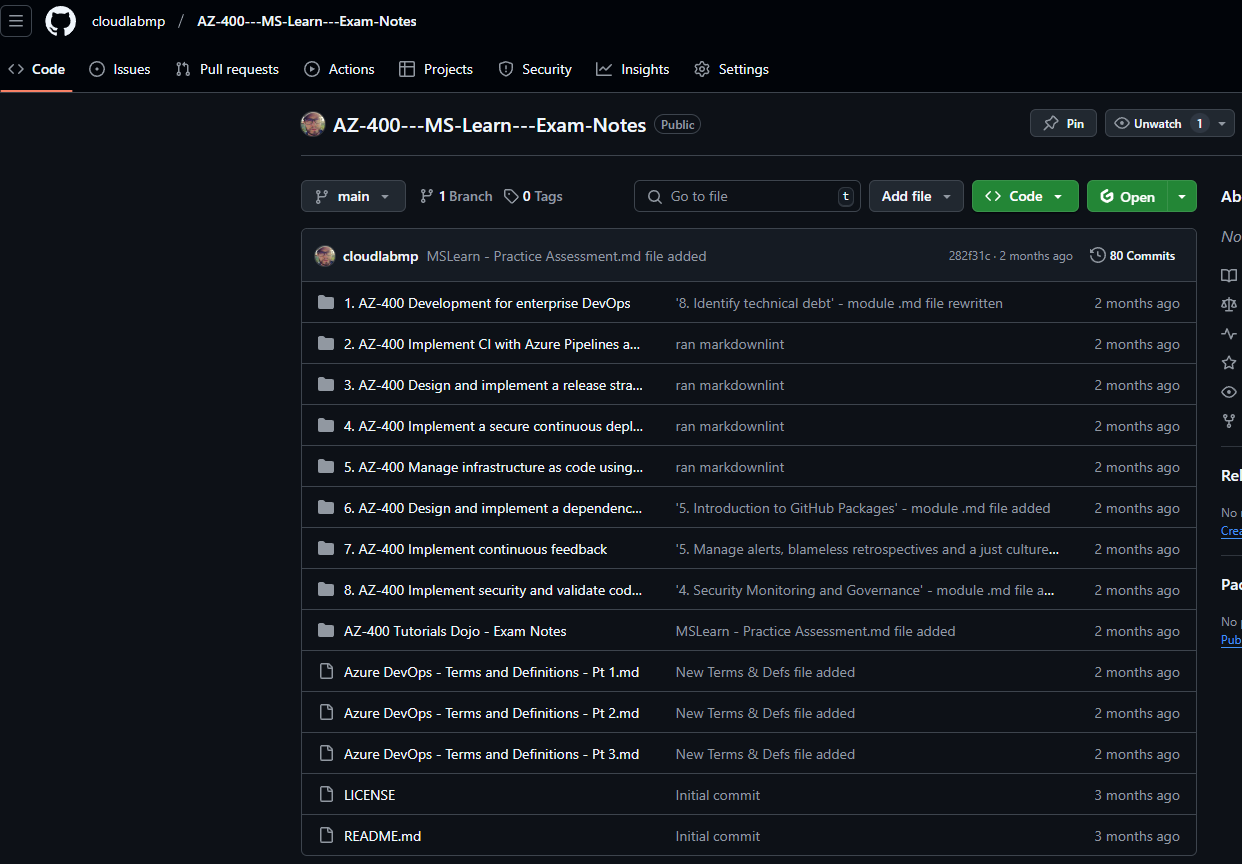 cloudlabmp / AZ-400---MS-Learn---Exam-Notes
Code Issues Pull requests Actions Projects Security Insights Settings
AZ-400---MS-Learn---Exam-Notes Public Pin Unwatch 1
main 1 Branch 0 Tags Go to file t Add file Code Open Ab
No
cloudlabmp MSLearn - Practice Assessment.md file added 282f31c · 2 months ago 80 Commits
1. AZ-400 Development for enterprise DevOps '8. Identify technical debt' - module .md file rewritten 2 months ago
2. AZ-400 Implement CI with Azure Pipelines a... ran markdownlint 2 months ago
3. AZ-400 Design and implement a release stra... ran markdownlint 2 months ago
4. AZ-400 Implement a secure continuous depl... ran markdownlint 2 months ago
5. AZ-400 Manage infrastructure as code using... ran markdownlint 2 months ago
Rel
6. AZ-400 Design and implement a dependenc... '5. Introduction to GitHub Packages' - module .md file added 2 months ago
No
Crea
7. AZ-400 Implement continuous feedback '5. Manage alerts, blameless retrospectives and a just culture... 2 months ago
8. AZ-400 Implement security and validate cod... '4. Security Monitoring and Governance' - module .md file a... 2 months ago
Pac
AZ-400 Tutorials Dojo - Exam Notes MSLearn - Practice Assessment.md file added 2 months ago
No p
Pub
Azure DevOps - Terms and Definitions - Pt 1.md New Terms & Defs file added 2 months ago
Azure DevOps - Terms and Definitions - Pt 2.md New Terms & Defs file added 2 months ago
Azure DevOps - Terms and Definitions - Pt 3.md New Terms & Defs file added 2 months ago
LICENSE Initial commit 3 months ago
README.md Initial commit 3 months ago